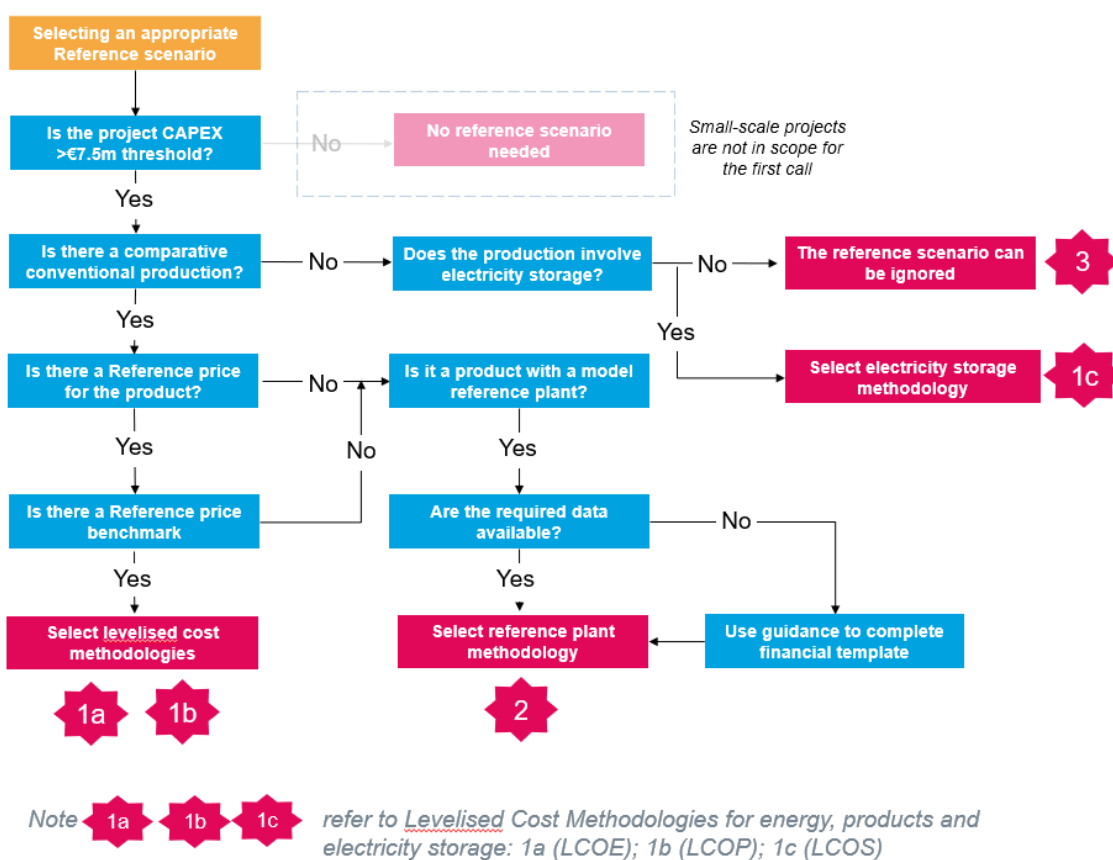 Selecting an appropriate
Reference scenario
Is the project CAPEX
>€7.5m threshold?
No
No reference scenario
needed
Small-scale projects
are not in scope for
the first call
Yes
Is there a comparative
conventional production?
No
Does the production involve
electricity storage?
No
The reference scenario can
be ignored
3
Yes
Yes
Is there a Reference price
for the product?
No
Is it a product with a model
reference plant?
Select electricity storage
methodology
1c
Yes
No
Yes
Is there a Reference price
benchmark
Are the required data
available?
No
Yes
Yes
Select levelised cost
methodologies
Select reference plant
methodology
Use guidance to complete
financial template
1a
1b
2
Note 1a 1b 1c refer to Levelised Cost Methodologies for energy, products and
electricity storage: 1a (LCOE); 1b (LCOP); 1c (LCOS)